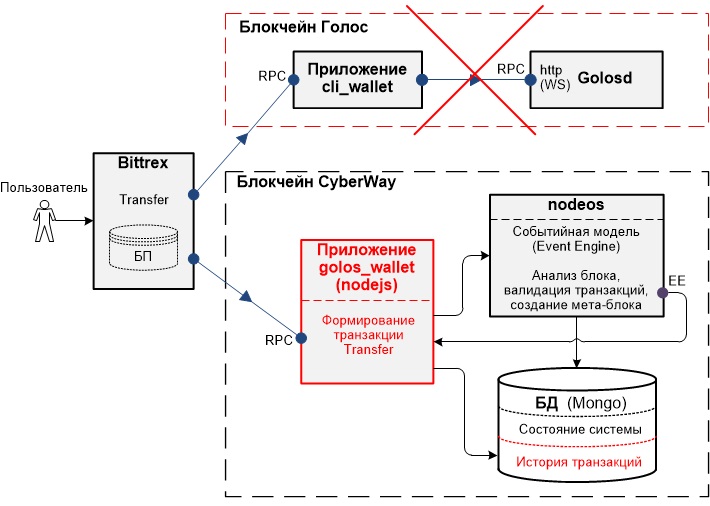 Блокчейн Голос
RPC
Приложение
cli_wallet
RPC
http
(WS)
Golosd
Пользователь
Bittrex
Transfer
БП
Блокчейн CyberWay
RPC
Приложение
golos_wallet
(nodejs)
Формирование
транзакции
Transfer
nodeos
Событийная модель
(Event Engine)
Анализ блока,
валидация транзакций,
создание мета-блока
EE
БД (Mongo)
Состояние системы
История транзакций